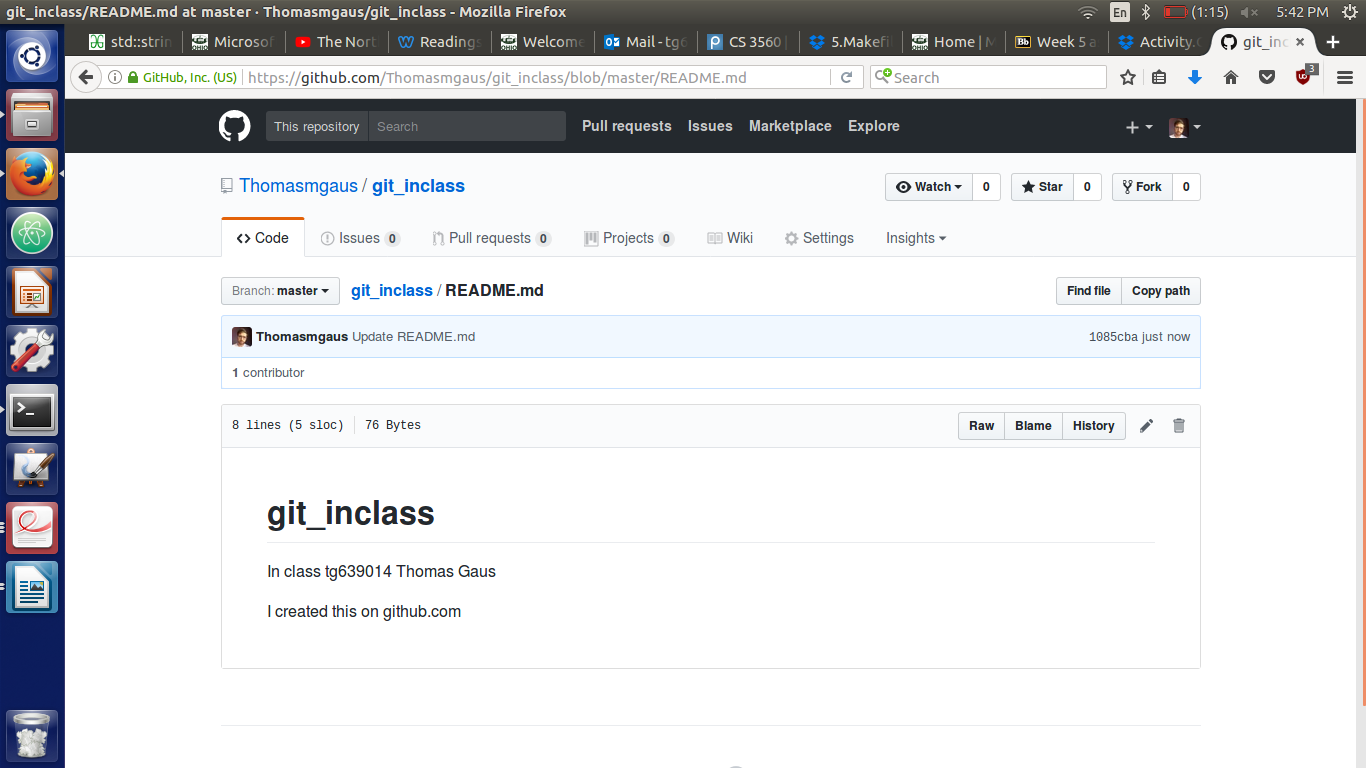 git_inclass/README.md at master · Thomasmgaus/git_inclass - Mozilla Firefox
En (1:15) 5:42 PM
std::strin Microsof The Nort Readings Welcome Mail - tg6 CS 3560 | 5.Makefi Home | M Week 5 a Activity. git_inc
GitHub, Inc. (US) https://github.com/Thomasmgaus/git_inclass/blob/master/README.md Search 3
This repository Search Pull requests Issues Marketplace Explore
Thomasmgaus / git_inclass Watch 0 Star 0 Fork 0
Code Issues 0 Pull requests 0 Projects 0 Wiki Settings Insights
Branch: master git_inclass / README.md Find file Copy path
Thomasmgaus Update README.md 1085cba just now
1 contributor
8 lines (5 sloc) 76 Bytes Raw Blame History
git_inclass
In class tg639014 Thomas Gaus
I created this on github.com